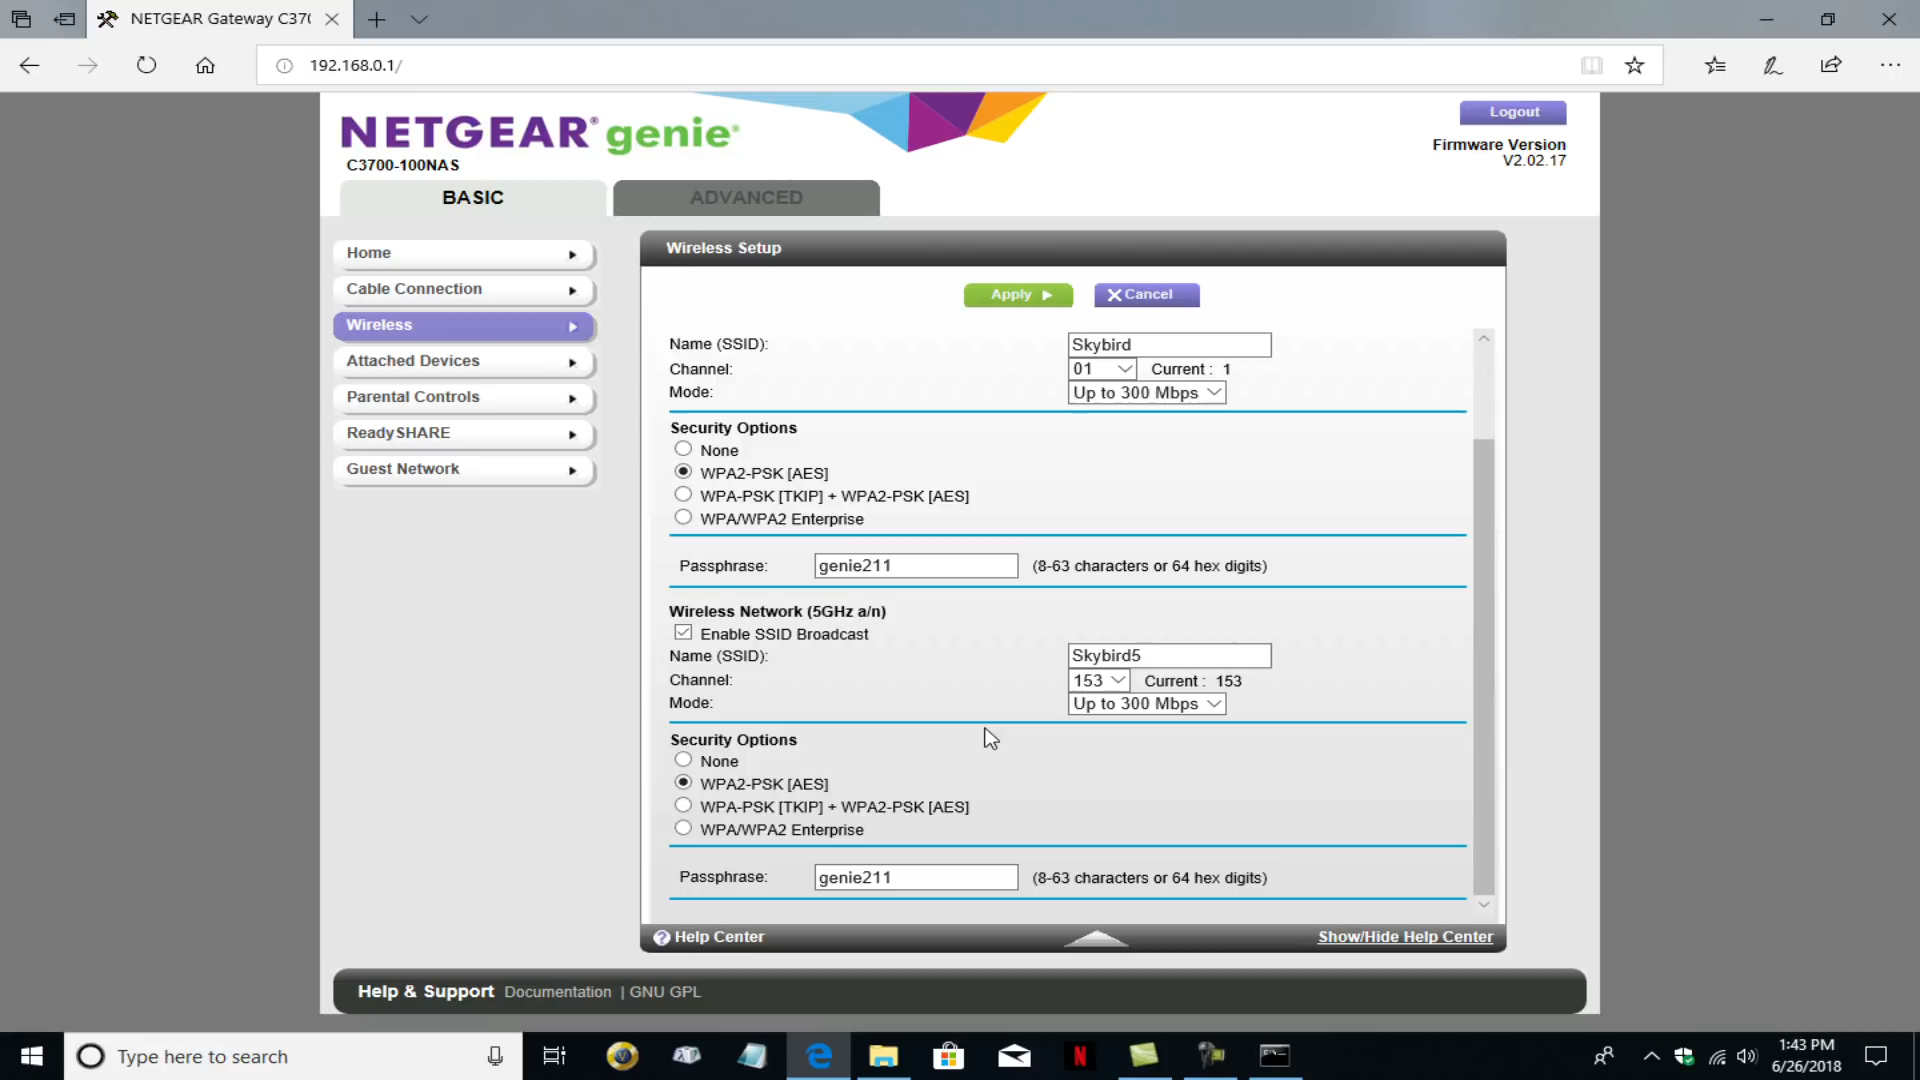 NETGEAR Gateway C370
192.168.0.1/
NETGEAR® genie®
C3700-100NAS
Logout
Firmware Version
V2.02.17
BASIC
ADVANCED
Home
Cable Connection
Wireless
Attached Devices
Parental Controls
ReadySHARE
Guest Network
Wireless Setup
Apply
Cancel
Name (SSID): Skybird
Channel: 01 Current : 1
Mode: Up to 300 Mbps
Security Options
None
WPA2-PSK [AES]
WPA-PSK [TKIP] + WPA2-PSK [AES]
WPA/WPA2 Enterprise
Passphrase: genie211 (8-63 characters or 64 hex digits)
Wireless Network (5GHz a/n)
Enable SSID Broadcast
Name (SSID): Skybird5
Channel: 153 Current : 153
Mode: Up to 300 Mbps
Security Options
None
WPA2-PSK [AES]
WPA-PSK [TKIP] + WPA2-PSK [AES]
WPA/WPA2 Enterprise
Passphrase: genie211 (8-63 characters or 64 hex digits)
? Help Center
Show/Hide Help Center
Help & Support Documentation | GNU GPL
Type here to search
N
1:43 PM
6/26/2018